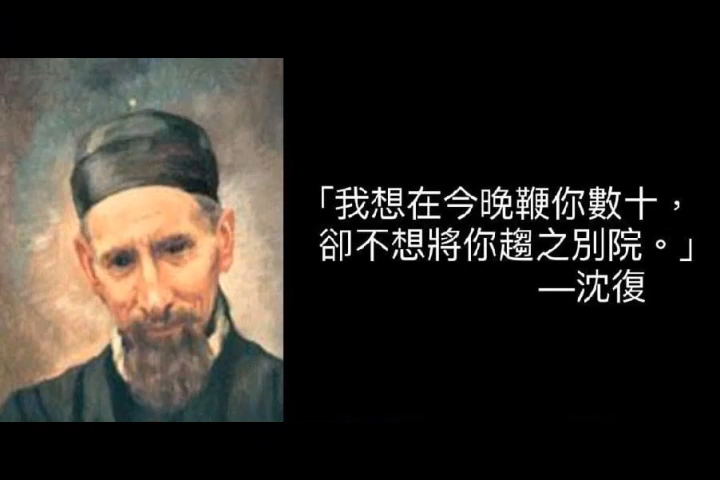 「我想在今晚鞭你數十，
卻不想將你趨之別院。」
—沈復